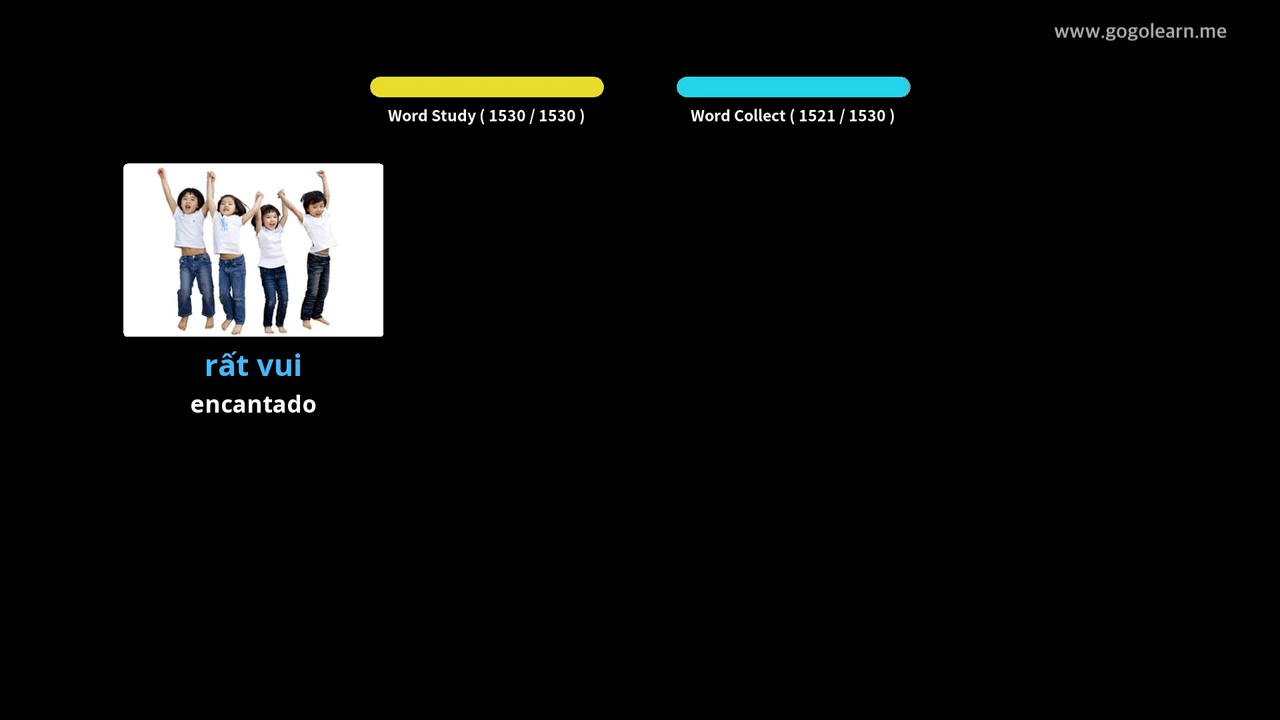 www.gogolearn.me
Word Study ( 1530 / 1530 )
Word Collect ( 1521 / 1530 )
rất vui
encantado